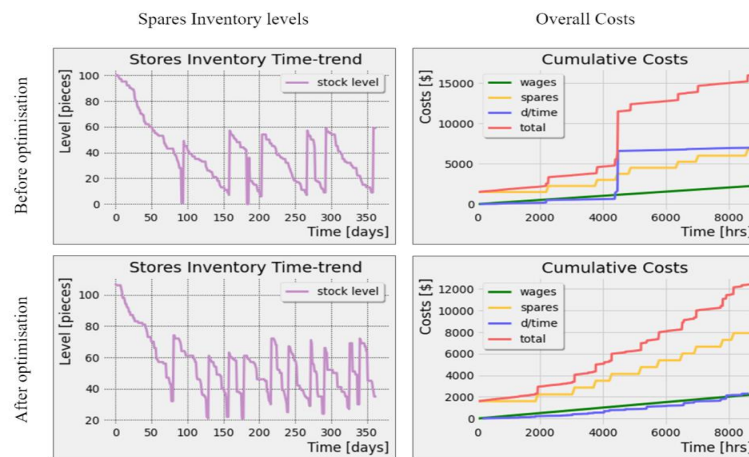 Spares Inventory levels
Overall Costs
Before optimisation
Stores Inventory Time-trend
Level [pieces]
stock level
100
80
60
40
20
0
0 50 100 150 200 250 300 350
Time [days]
Cumulative Costs
Costs [$]
wages
spares
d/time
total
15000
10000
5000
0
0 2000 4000 6000 8000
Time [hrs]
After optimisation
Stores Inventory Time-trend
Level [pieces]
stock level
100
80
60
40
20
0 50 100 150 200 250 300 350
Time [days]
Cumulative Costs
Costs [$]
wages
spares
d/time
total
12000
10000
8000
6000
4000
2000
0
0 2000 4000 6000 8000
Time [hrs]